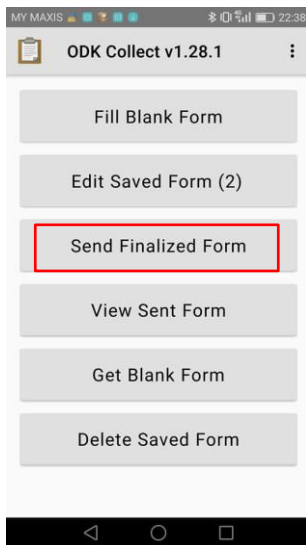 MY MAXIS 22:38
ODK Collect v1.28.1
Fill Blank Form
Edit Saved Form (2)
Send Finalized Form
View Sent Form
Get Blank Form
Delete Saved Form